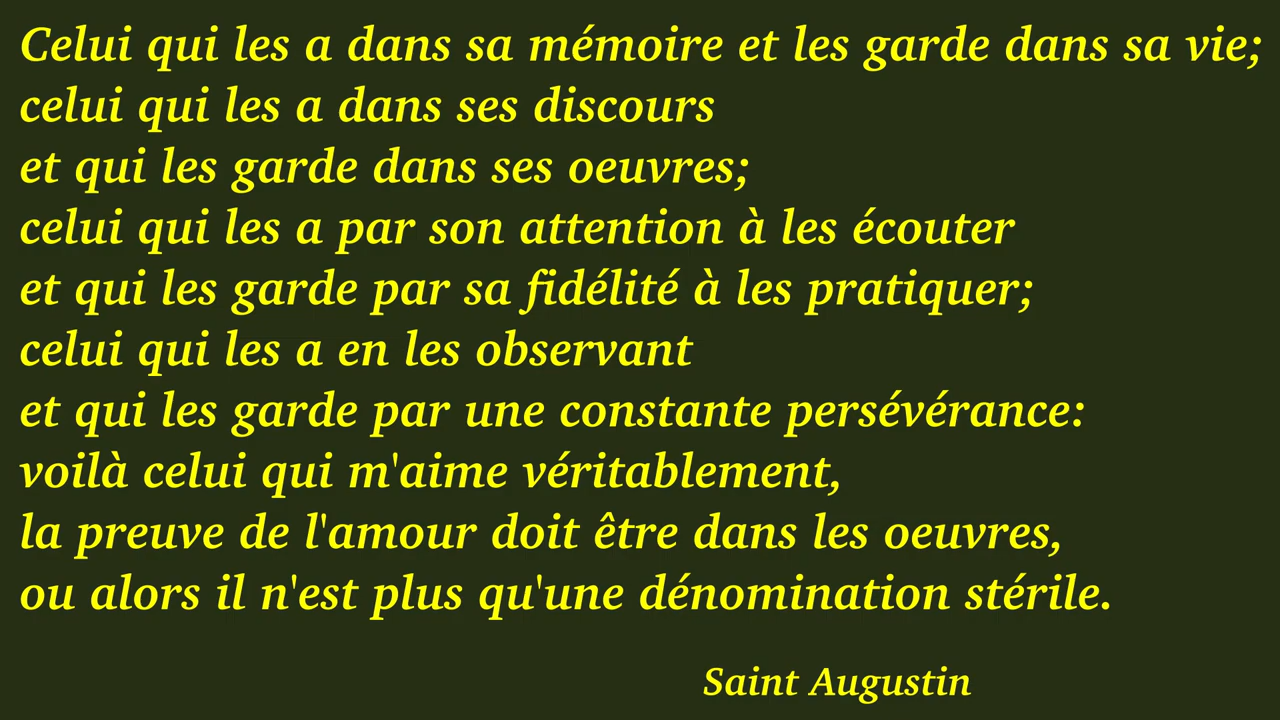 Celui qui les a dans sa mémoire et les garde dans sa vie;
celui qui les a dans ses discours
et qui les garde dans ses oeuvres;
celui qui les a par son attention à les écouter
et qui les garde par sa fidélité à les pratiquer;
celui qui les a en les observant
et qui les garde par une constante persévérance:
voilà celui qui m'aime véritablement,
la preuve de l'amour doit être dans les oeuvres,
ou alors il n'est plus qu'une dénomination stérile.
Saint Augustin